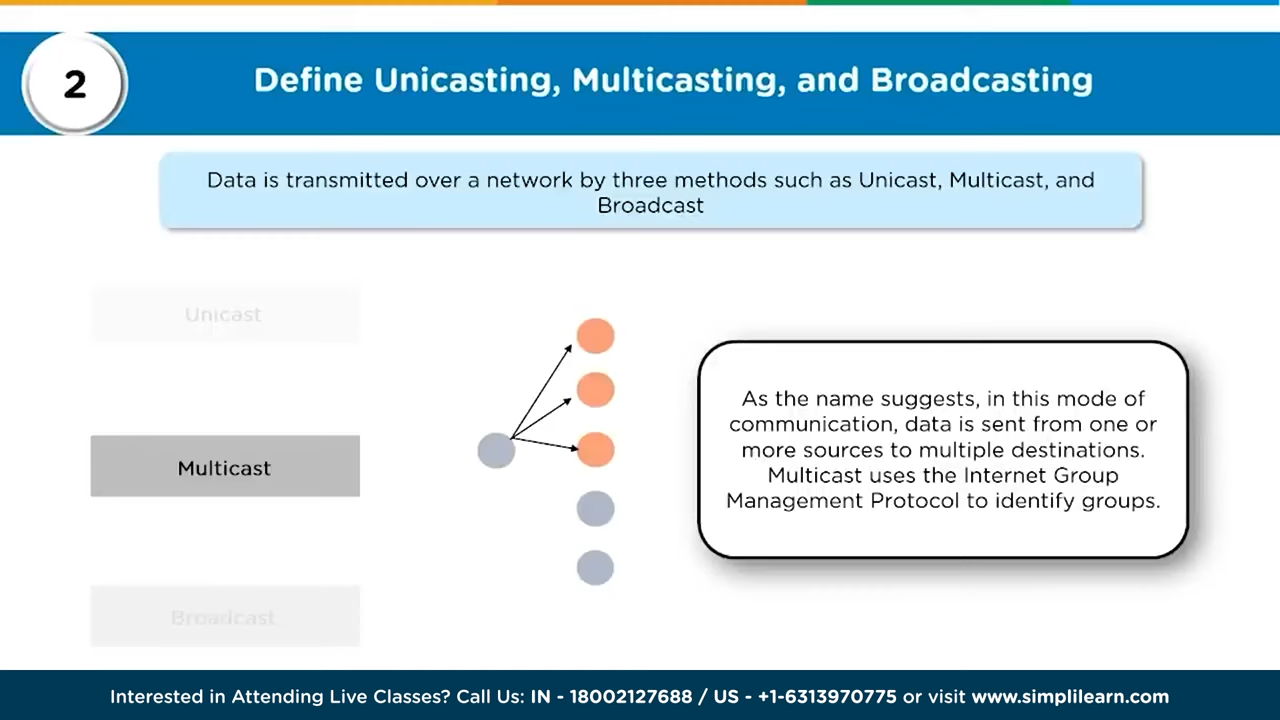 2
Define Unicasting, Multicasting, and Broadcasting
Data is transmitted over a network by three methods such as Unicast, Multicast, and
Broadcast
Unicast
Multicast
Broadcast
As the name suggests, in this mode of
communication, data is sent from one or
more sources to multiple destinations.
Multicast uses the Internet Group
Management Protocol to identify groups.
Interested in Attending Live Classes? Call Us: IN - 18002127688 / US - +1-6313970775 or visit www.simplilearn.com